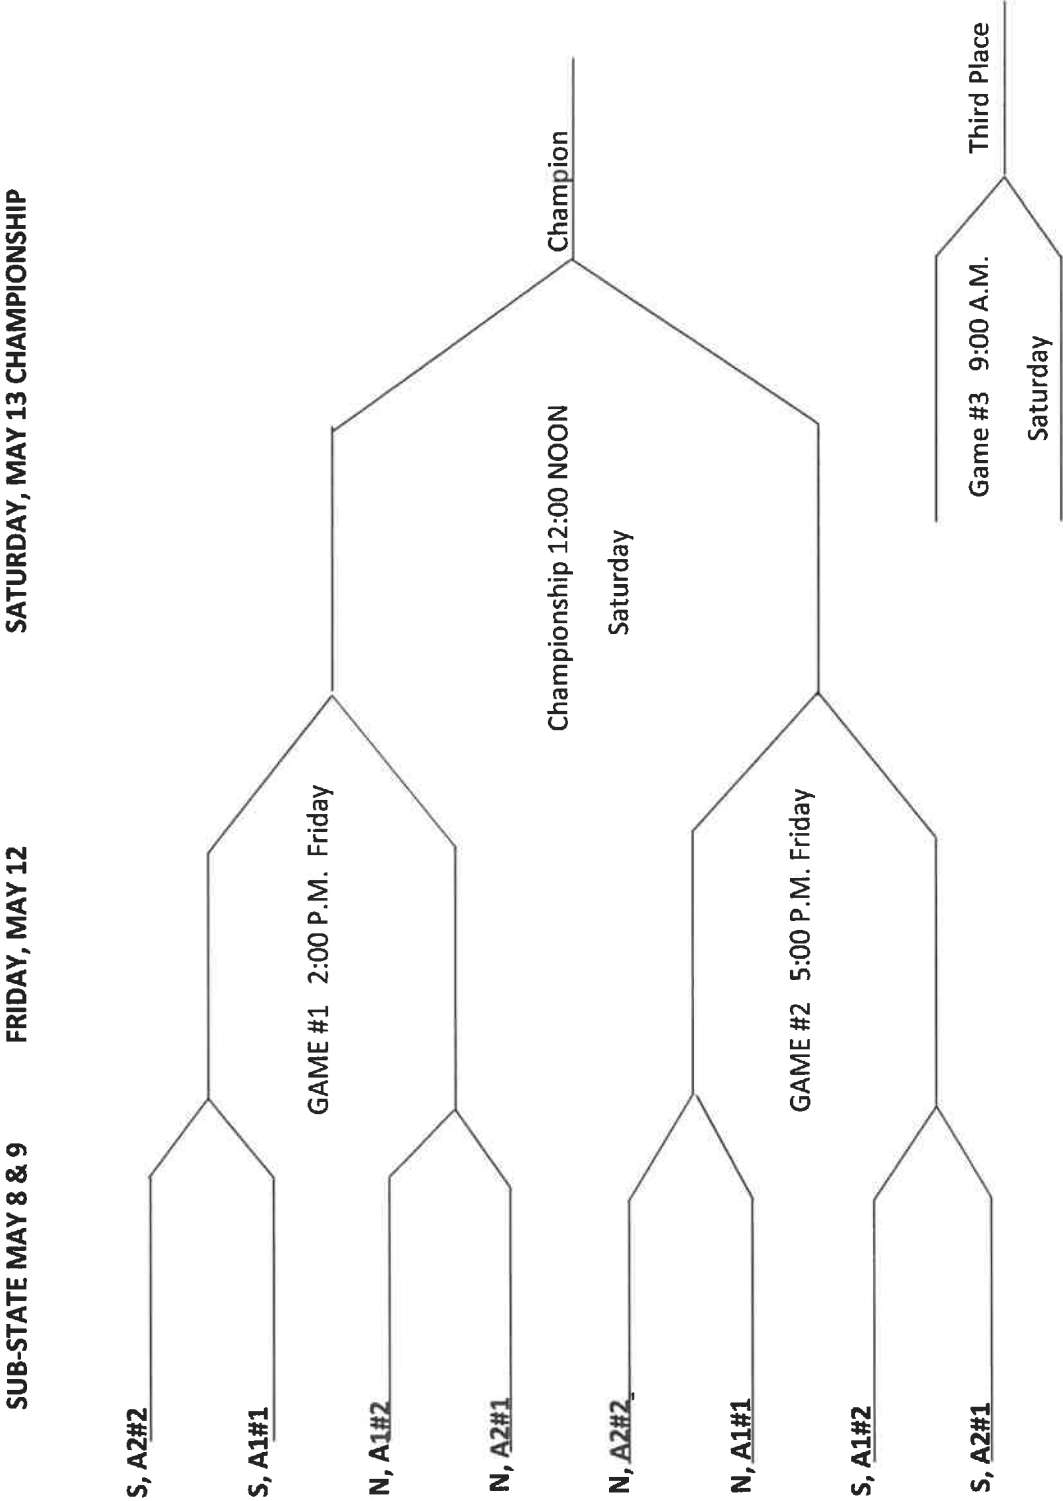 SUB-STATE MAY 8 & 9 FRIDAY, MAY 12 SATURDAY, MAY 13 CHAMPIONSHIP
S, A2#2
S, A1#1
GAME #1 2:00 P.M. Friday
N, A1#2
N, A2#1
Championship 12:00 NOON
Champion
Saturday
N, A2#2
N, A1#1
GAME #2 5:00 P.M. Friday
S, A1#2
S, A2#1
Game #3 9:00 A.M.
Third Place
Saturday